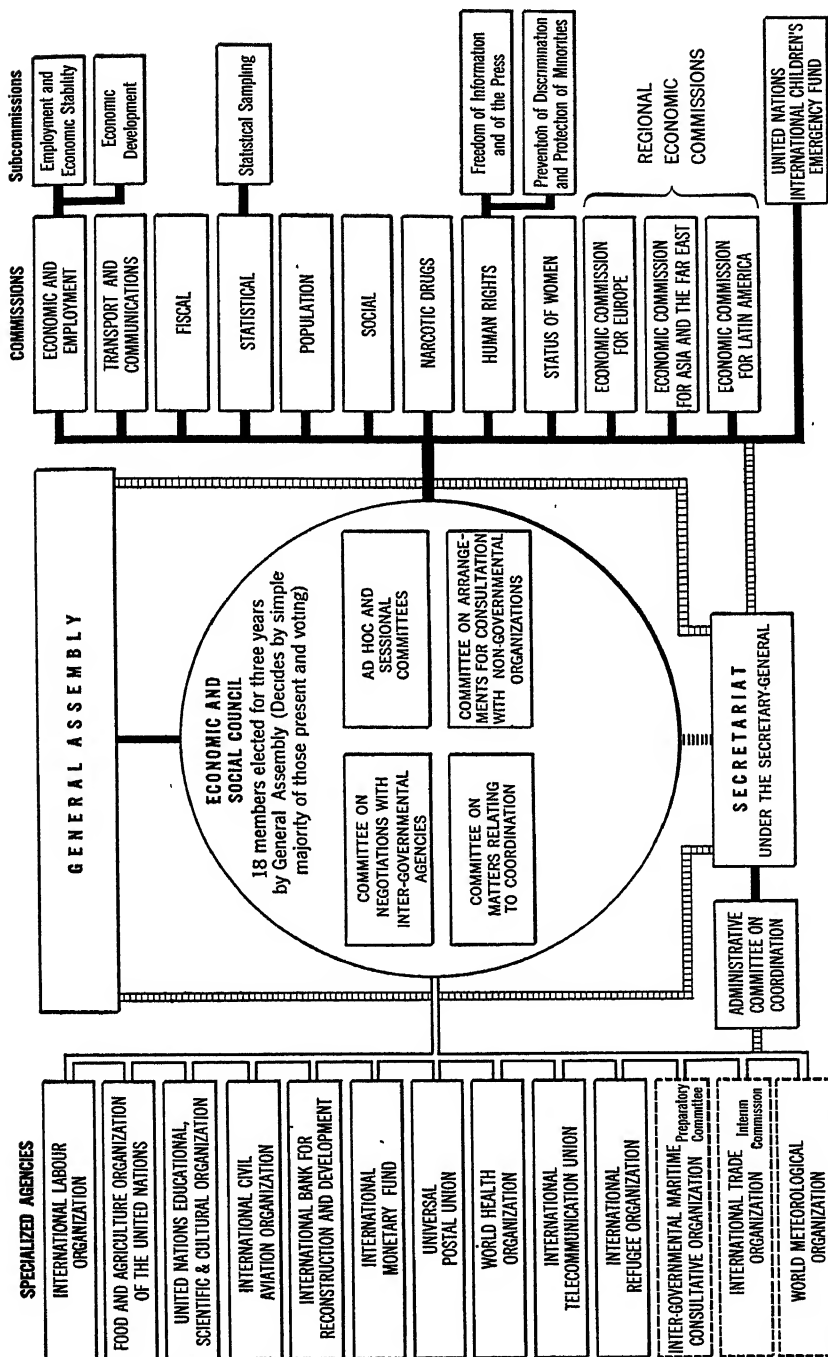 SPECIALIZED AGENCIES
INTERNATIONAL LABOUR
ORGANIZATION
FOOD AND AGRICULTURE ORGANIZATION
OF THE UNITED NATIONS
UNITED NATIONS EDUCATIONAL,
SCIENTIFIC & CULTURAL ORGANIZATION
INTERNATIONAL CIVIL
AVIATION ORGANIZATION
INTERNATIONAL BANK FOR
RECONSTRUCTION AND DEVELOPMENT
INTERNATIONAL
MONETARY FUND
UNIVERSAL
POSTAL UNION
WORLD HEALTH
ORGANIZATION
INTERNATIONAL
TELECOMMUNICATION UNION
INTERNATIONAL
REFUGEE ORGANIZATION
INTER-GOVERNMENTAL MARITIME
CONSULTATIVE ORGANIZATION
Preparatory
Committee
INTERNATIONAL TRADE
ORGANIZATION
Interim
Commission
WORLD METEOROLOGICAL
ORGANIZATION
GENERAL ASSEMBLY
ECONOMIC AND
SOCIAL COUNCIL
18 members elected for three years
by General Assembly (Decides by simple
majority of those present and voting)
COMMITTEE ON
NEGOTIATIONS WITH
INTER-GOVERNMENTAL
AGENCIES
AD HOC AND
SESSIONAL
COMMITTEES
COMMITTEE ON
MATTERS RELATING
TO COORDINATION
COMMITTEE ON ARRANGE-
MENTS FOR CONSULTATION
WITH NON-GOVERNMENTAL
ORGANIZATIONS
ADMINISTRATIVE
COMMITTEE ON
COORDINATION
SECRETARIAT
UNDER THE SECRETARY-GENERAL
COMMISSIONS
ECONOMIC AND
EMPLOYMENT
TRANSPORT AND
COMMUNICATIONS
FISCAL
STATISTICAL
POPULATION
SOCIAL
NARCOTIC DRUGS
HUMAN RIGHTS
STATUS OF WOMEN
ECONOMIC COMMISSION
FOR EUROPE
ECONOMIC COMMISSION
FOR ASIA AND THE FAR EAST
ECONOMIC COMMISSION
FOR LATIN AMERICA
Subcommissions
Employment and
Economic Stability
Economic
Development
Statistical Sampling
Freedom of Information
and of the Press
Prevention of Discrimination
and Protection of Minorities
REGIONAL
ECONOMIC
COMMISSIONS
UNITED NATIONS
INTERNATIONAL CHILDREN'S
EMERGENCY FUND